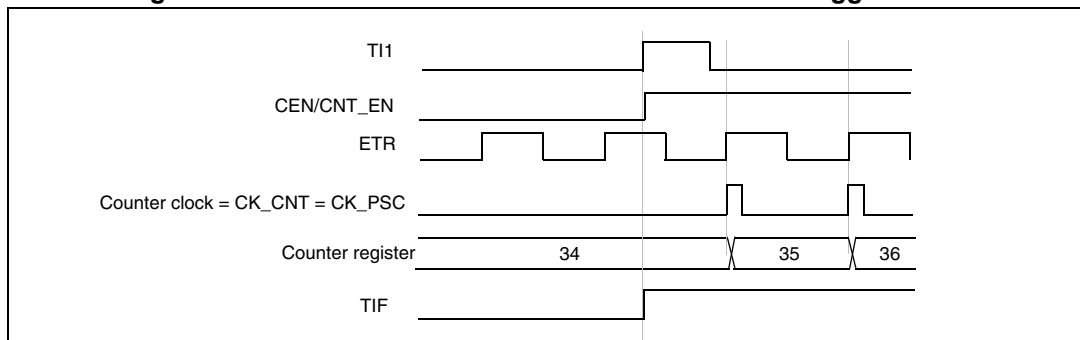 TI1
CEN/CNT_EN
ETR
Counter clock = CK_CNT = CK_PSC
Counter register 34 35 36
TIF